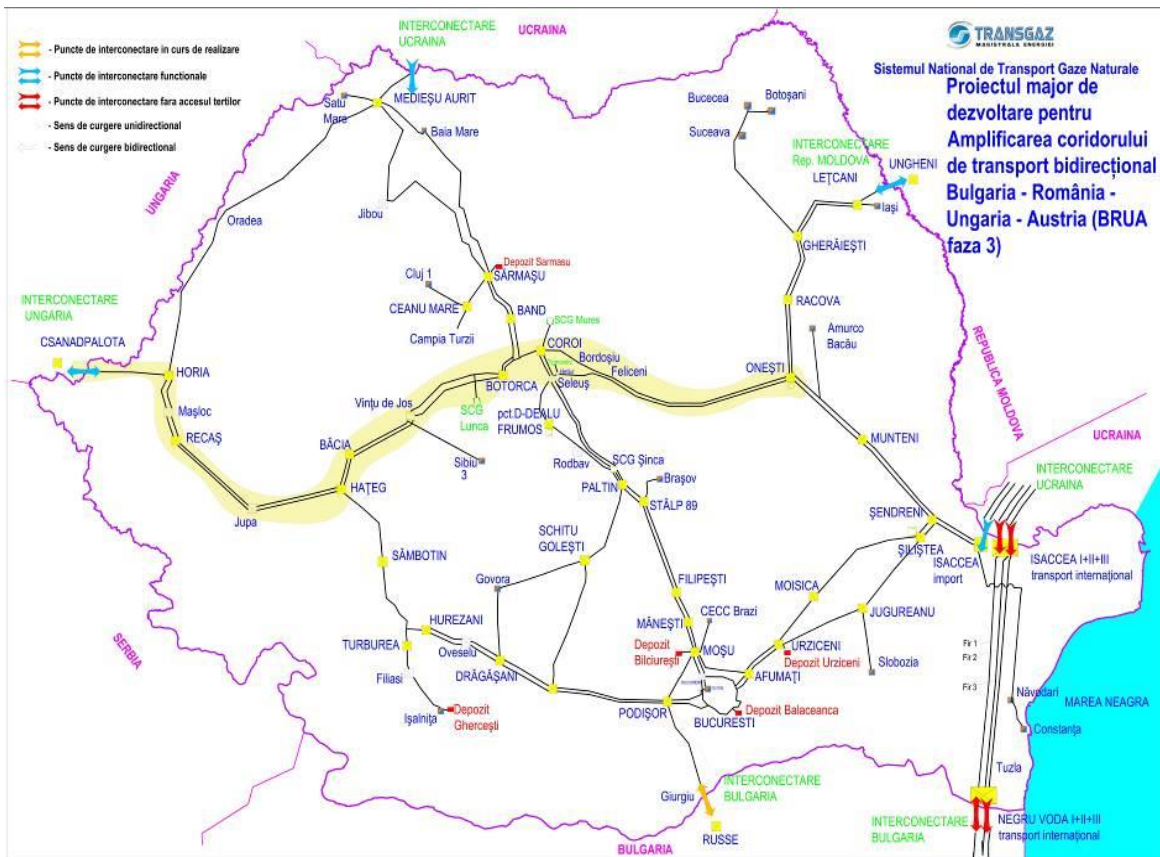 TRANSGAZ
MAGISTRALA ENERGIEI
Sistemul National de Transport Gaze Naturale
Proiectul major de
dezvoltare pentru
Amplificarea coridorului
de transport bidirecțional
Bulgaria - România -
Ungaria - Austria (BRUA
faza 3)
- Puncte de interconectare in curs de realizare
- Puncte de interconectare functionale
- Puncte de interconectare fara accesul tertilor
- Sens de curgere unidirectional
- Sens de curgere bidirectional
INTERCONECTARE
UCRAINA
UCRAINA
MEDIEȘU AURIT
Satu
Mare
Baia Mare
Bucecea
Botoșani
Suceava
INTERCONECTARE
Rep. MOLDOVA
UNGHENI
LEȚCANI
Iași
UNGARIA
Oradea
Jibou
GHERĂIEȘTI
Depozit Sarmasu
SĂRMAȘU
Cluj 1
CEANU MARE
Campia Turzii
BAND
SCG Mures
RACOVA
Amurco
Bacău
INTERCONECTARE
UNGARIA
CSANADPALOTA
HORIA
COROI
Bordoșiu
Feliceni
Seleuș
ONEȘTI
REPUBLICA MOLDOVA
BOTORCA
Mașloc
Vințu de Jos
SCG
Lunca
pct.D-DEALU
FRUMOS
RECAȘ
BĂCIA
Sibiu
3
Rodbav
SCG Șinca
Brașov
MUNTENI
UCRAINA
INTERCONECTARE
UCRAINA
HAȚEG
PALTIN
STÂLP 89
Jupa
ȘENDRENI
ȘILIȘTEA
SCHITU
GOLEȘTI
ISACCEA
import
ISACCEA I+II+III
transport internațional
SÂMBOTIN
Govora
FILIPEȘTI
MOISICA
JUGUREANU
HUREZANI
CECC Brazi
MĂNEȘTI
TURBUREA
Oveselu
Depozit
Bilciurești
MOȘU
URZICENI
Depozit Urziceni
Slobozia
Fir 1
Fir 2
Fir 3
SERBIA
Filiasi
DRĂGĂȘANI
AFUMAȚI
Ișalnița
Depozit
Ghercești
PODIȘOR
BUCURESTI
Depozit Balaceanca
Năvodari
MAREA NEAGRA
Constanța
Tuzla
Giurgiu
INTERCONECTARE
BULGARIA
RUSSE
BULGARIA
INTERCONECTARE
BULGARIA
NEGRU VODA I+II+III
transport internațional